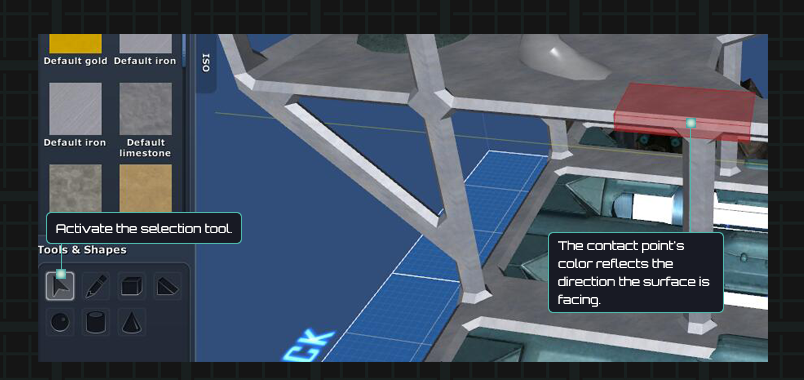 Default gold
Default iron
ISO
Default iron
Default
limestone
Activate the selection tool.
Tools & Shapes
The contact point's
color reflects the
direction the surface is
facing.
CK